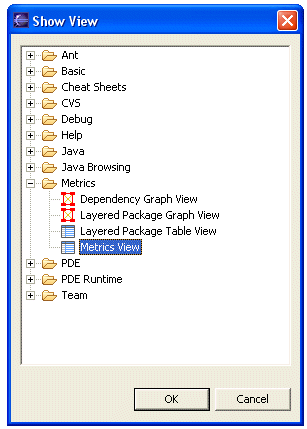 Show View
Ant
Basic
Cheat Sheets
CVS
Debug
Help
Java
Java Browsing
Metrics
Dependency Graph View
Layered Package Graph View
Layered Package Table View
Metrics View
PDE
PDE Runtime
Team
OK Cancel